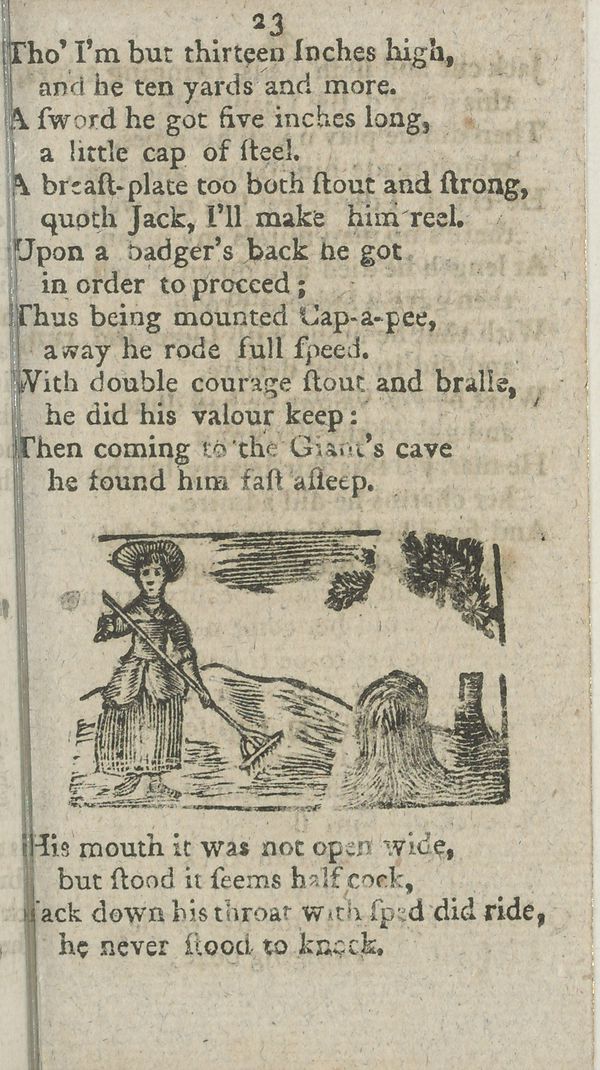 23
Tho' I'm but thirteen Inches high,
and he ten yards and more.
A ſword he got five inches long,
a little cap of ſteel.
A breaſt-plate too both ſtout and ſtrong,
quoth Jack, I'll make him reel.
Upon a badger's back he got
in order to proceed;
Thus being mounted Cap-a-pee,
away he rode full ſpeed.
With double courage ſtout and
he did his valour keep:
Then coming to the Giant's cave
he found him faſt aſleep.
His mouth it was not open wide,
but ſtood it ſeems half cock,
Jack down his throat with ſped did ride,
he never ſtood to knock.